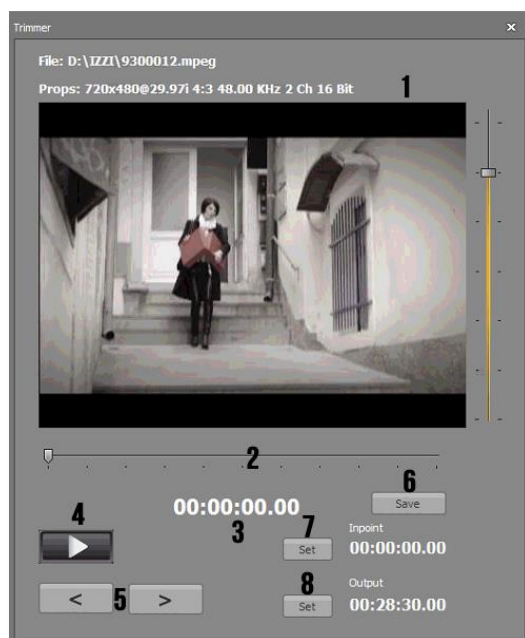 Trimmer x
File: D:\IZZI\9300012.mpeg
Props: 720x480@29.97i 4:3 48.00 KHz 2 Ch 16 Bit
1
2
6
Save
00:00:00.00
3
4
7
Set
Inpoint
00:00:00.00
< 5 >
8
Set
Output
00:28:30.00